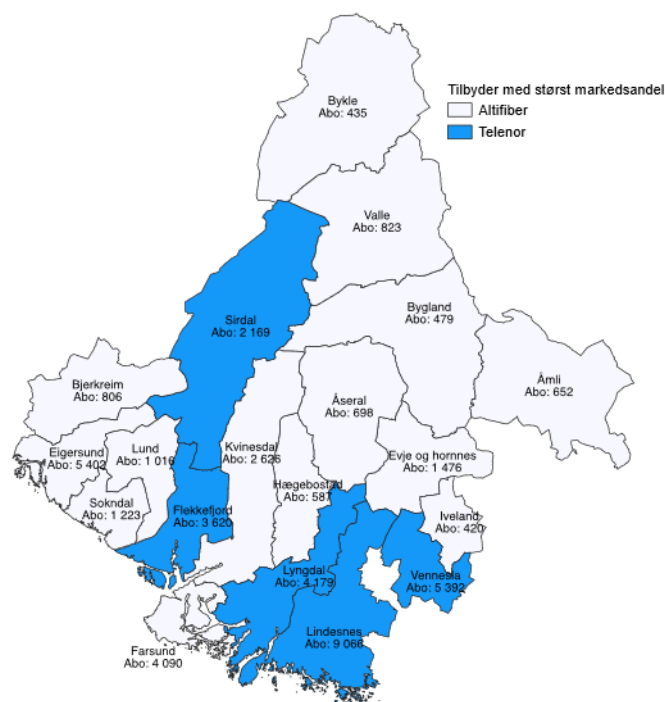 Tilbyder med størst markedsandel
Altifiber
Telenor
Bykle
Abo: 435
Valle
Abo: 823
Sirdal
Abo: 2 169
Bygland
Abo: 479
Åmli
Abo: 652
Bjerkreim
Abo: 806
Åseral
Abo: 698
Eigersund
Abo: 5 402
Lund
Abo: 1 016
Kvinesdal
Abo: 2 626
Evje og hornnes
Abo: 1 476
Hægebostad
Abo: 587
Sokndal
Abo: 1 223
Flekkefjord
Abo: 3 620
Iveland
Abo: 420
Lyngdal
Abo: 4 179
Vennesla
Abo: 5 392
Lindesnes
Abo: 9 066
Farsund
Abo: 4 090